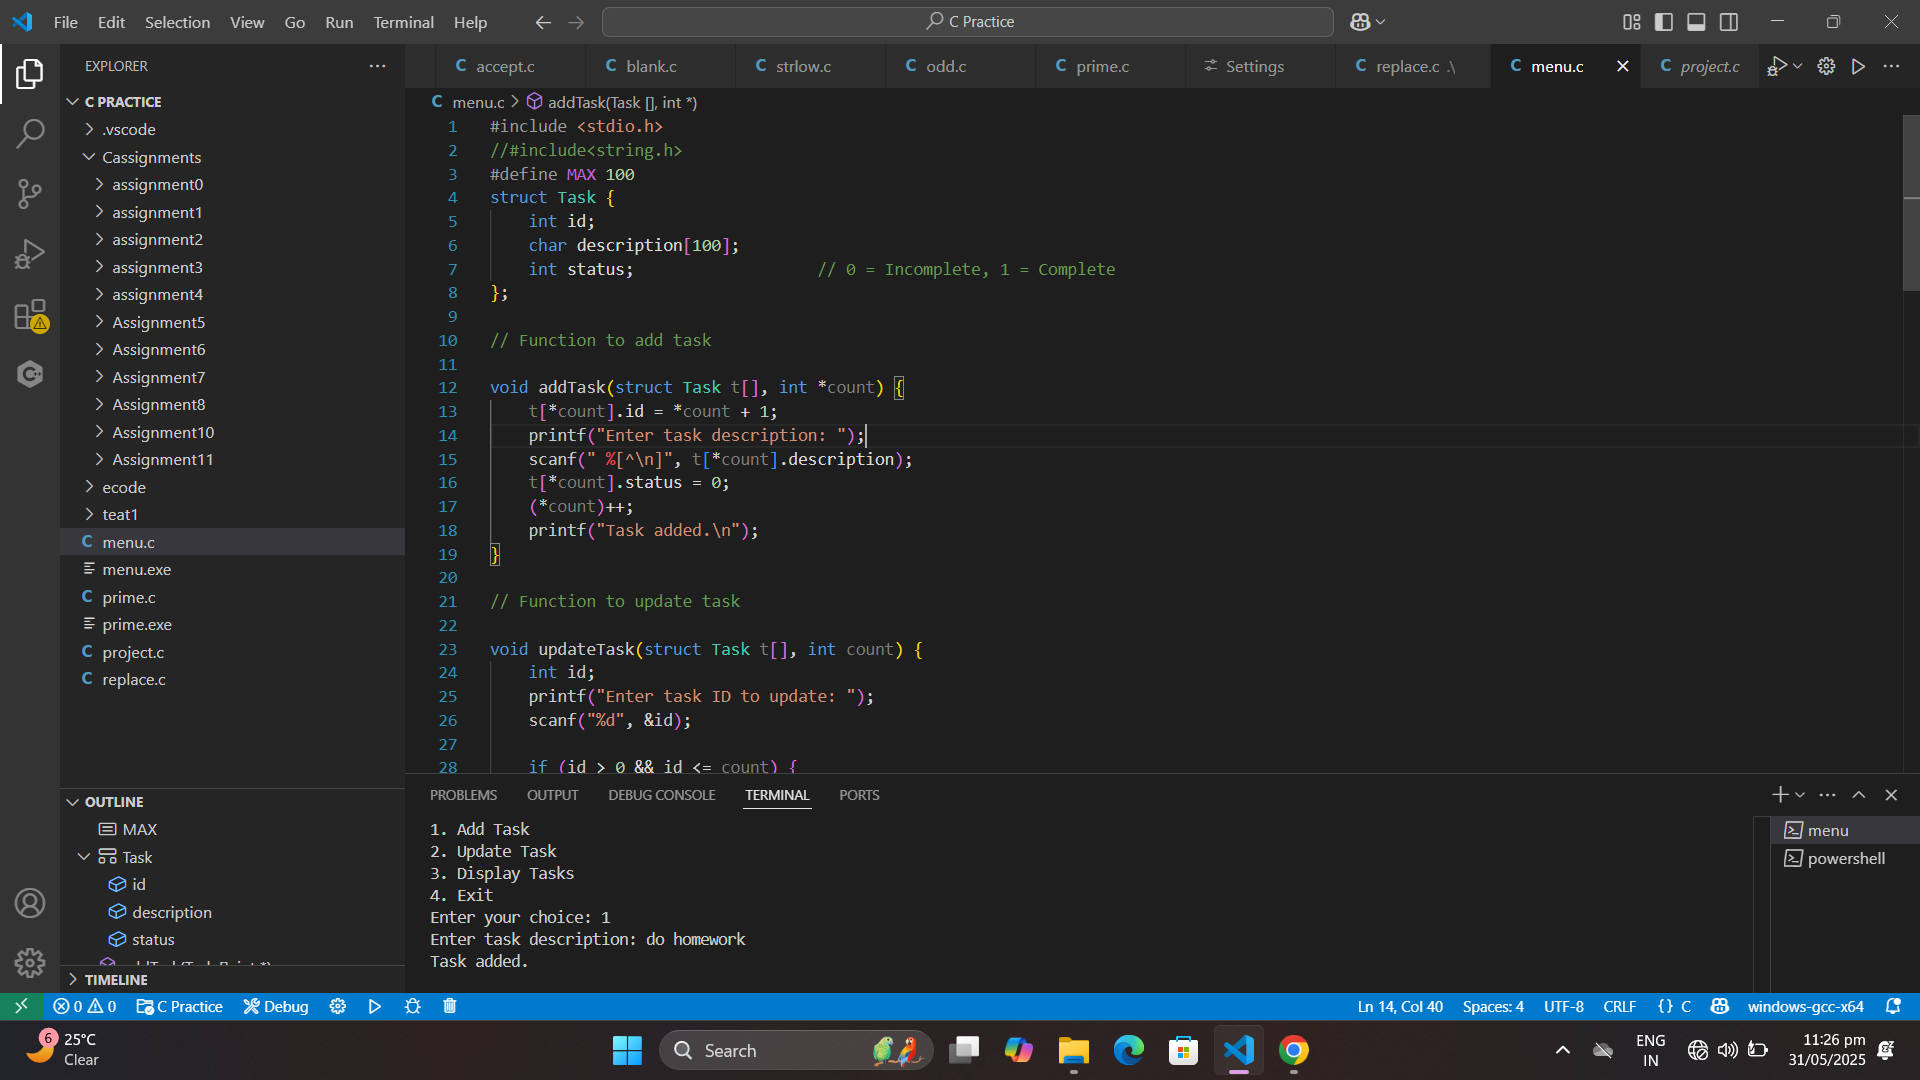 File Edit Selection View Go Run Terminal Help
C Practice
EXPLORER
C PRACTICE
.vscode
Cassignments
assignment0
assignment1
assignment2
assignment3
assignment4
Assignment5
Assignment6
Assignment7
Assignment8
Assignment10
Assignment11
ecode
teat1
C menu.c
menu.exe
C prime.c
prime.exe
C project.c
C replace.c
OUTLINE
MAX
Task
id
description
status
TIMELINE
C accept.c C blank.c C strlow.c C odd.c C prime.c Settings C replace.c .\ C menu.c C project.c
C menu.c > addTask(Task [], int *)
1 #include <stdio.h>
2 //#include<string.h>
3 #define MAX 100
4 struct Task {
5 int id;
6 char description[100];
7 int status; // 0 = Incomplete, 1 = Complete
8 };
9
10 // Function to add task
11
12 void addTask(struct Task t[], int *count) {
13 t[*count].id = *count + 1;
14 printf("Enter task description: ");
15 scanf(" %[^\n]", t[*count].description);
16 t[*count].status = 0;
17 (*count)++;
18 printf("Task added.\n");
19 }
20
21 // Function to update task
22
23 void updateTask(struct Task t[], int count) {
24 int id;
25 printf("Enter task ID to update: ");
26 scanf("%d", &id);
27
28 if (id > 0 && id <= count) {
PROBLEMS OUTPUT DEBUG CONSOLE TERMINAL PORTS
1. Add Task
2. Update Task
3. Display Tasks
4. Exit
Enter your choice: 1
Enter task description: do homework
Task added.
menu
powershell
0 0 C Practice Debug Ln 14, Col 40 Spaces: 4 UTF-8 CRLF {} C windows-gcc-x64
6 25°C
Clear
Search
ENG
IN
11:26 pm
31/05/2025